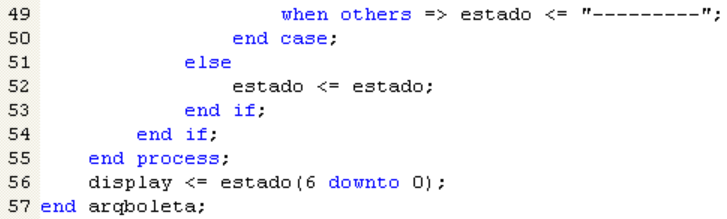 49 when others => estado <= "---------";
50 end case;
51 else
52 estado <= estado;
53 end if;
54 end if;
55 end process;
56 display <= estado(6 downto 0);
57 end arqboleta;